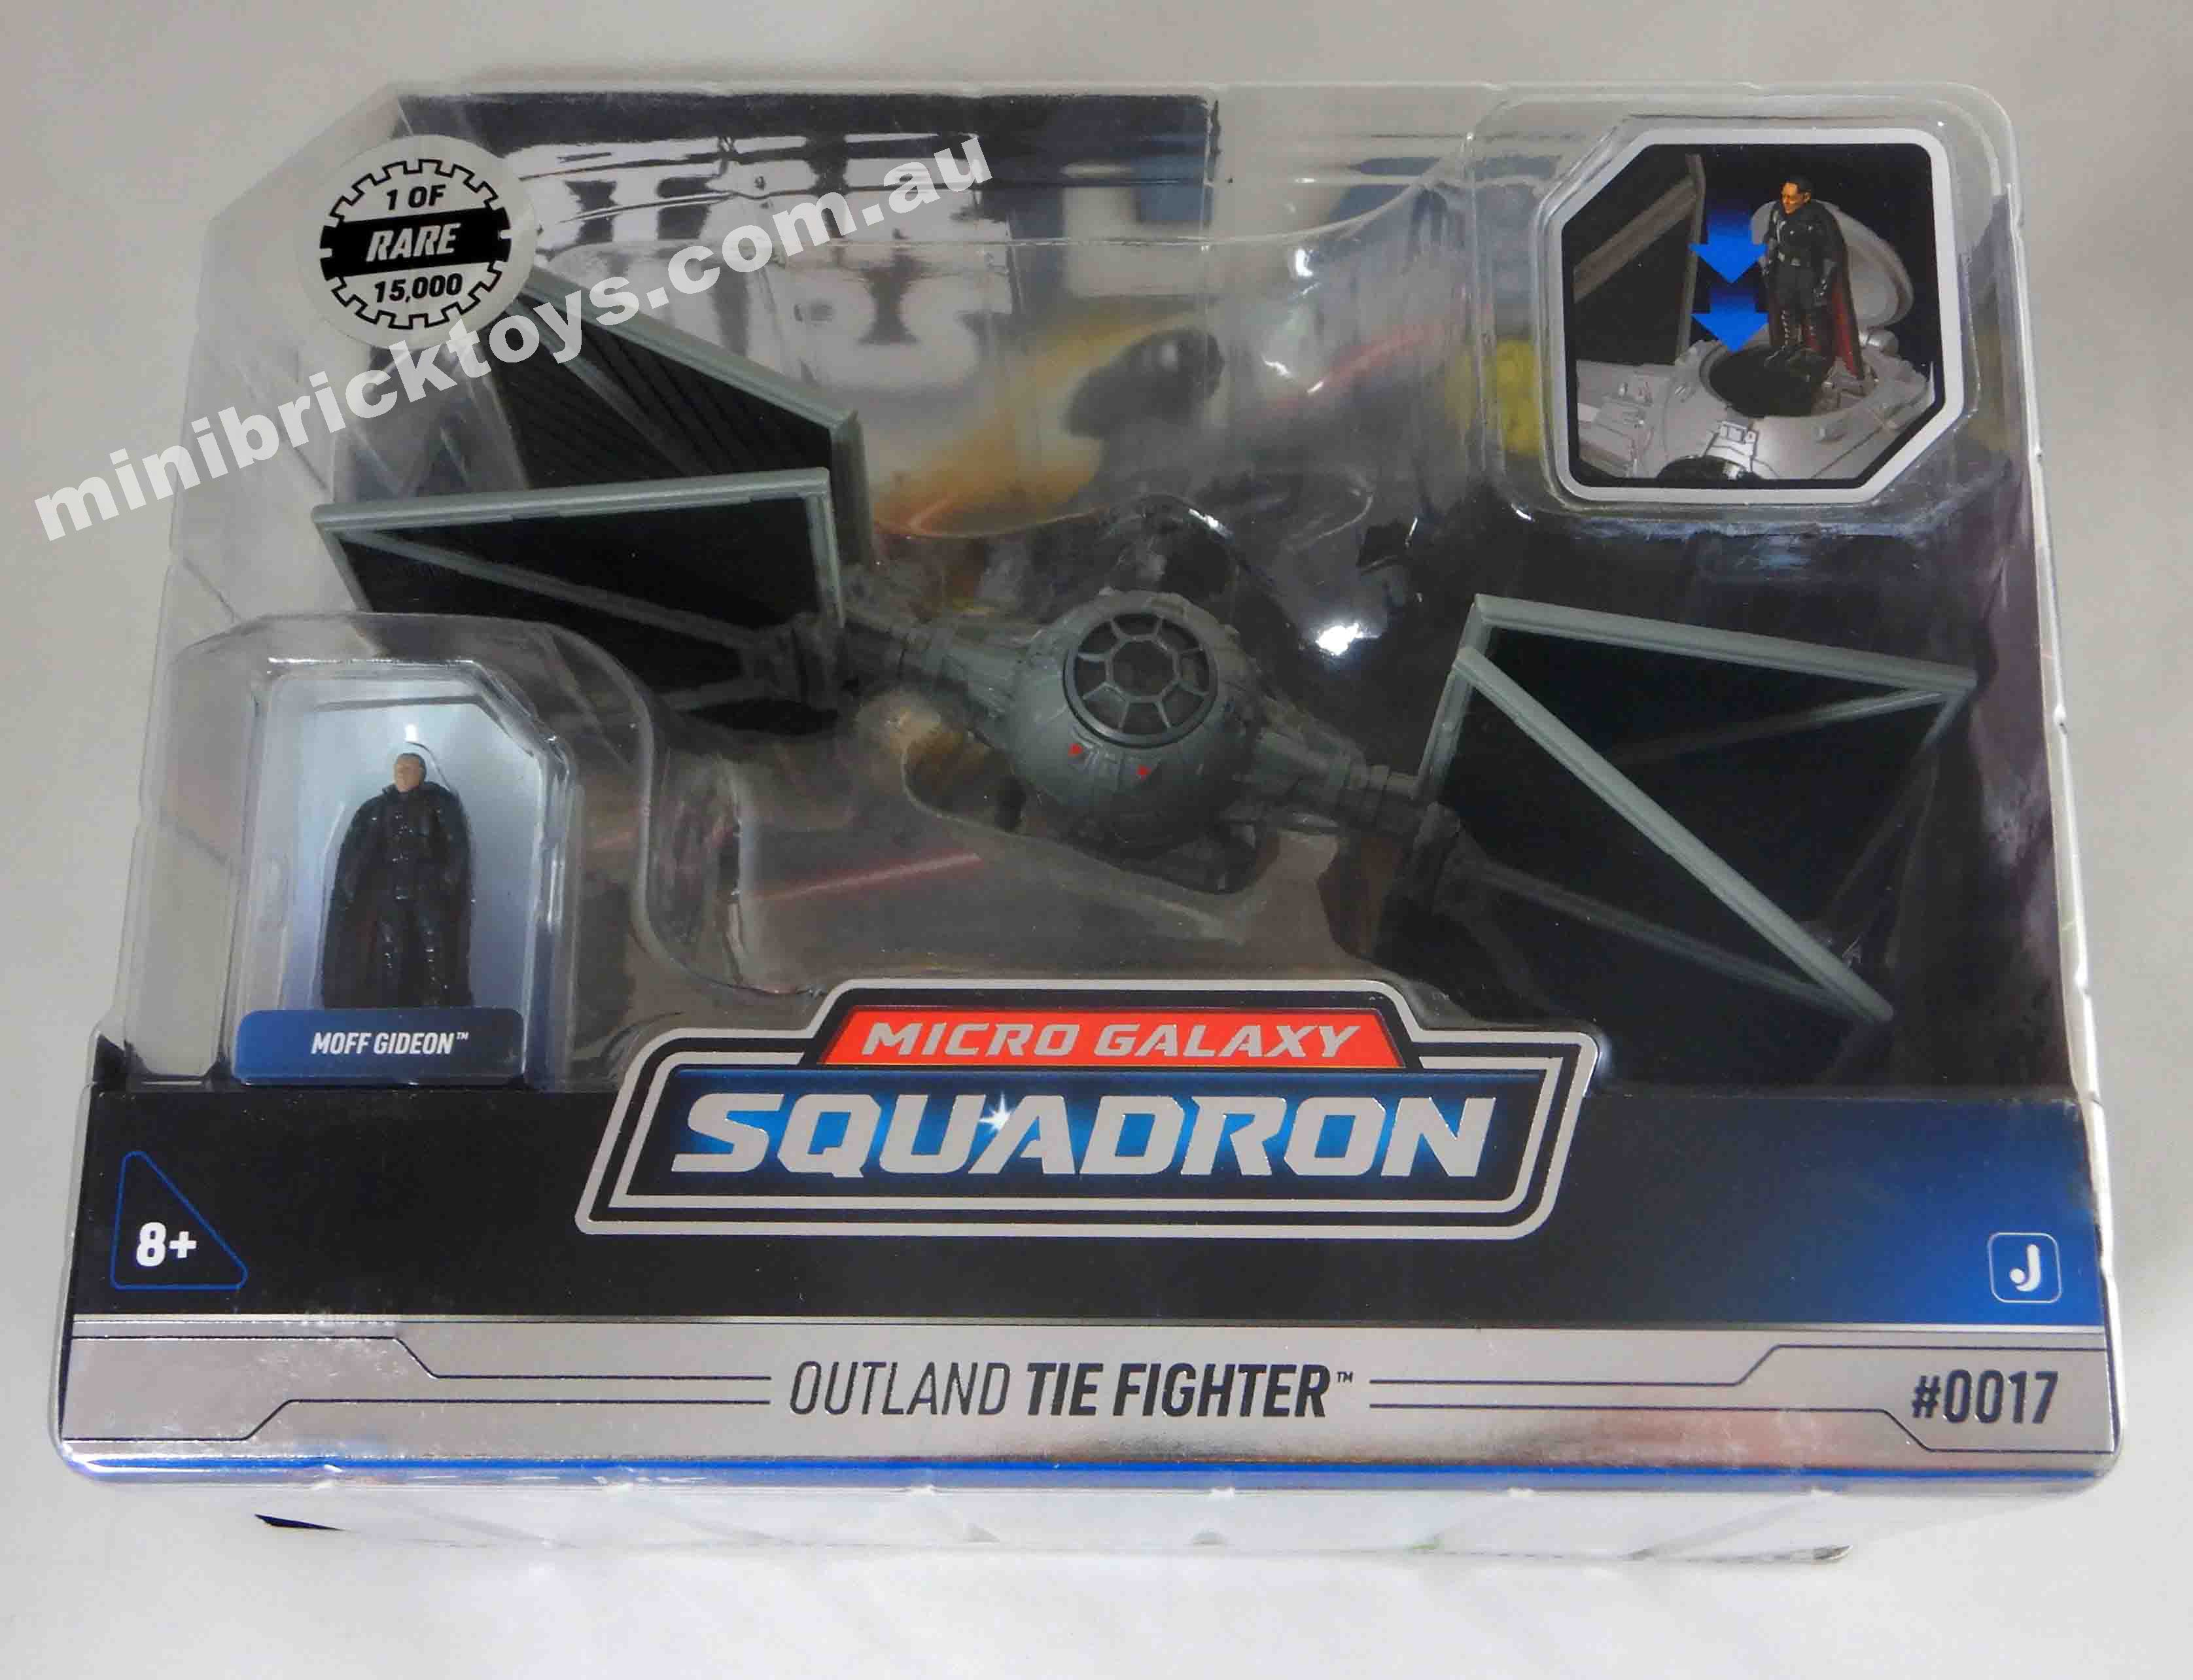 1 OF
RARE
15,000
minibricktoys.com.au
MOFF GIDEON™
MICRO GALAXY
SQUADRON
8+
J
OUTLAND TIE FIGHTER™
#0017